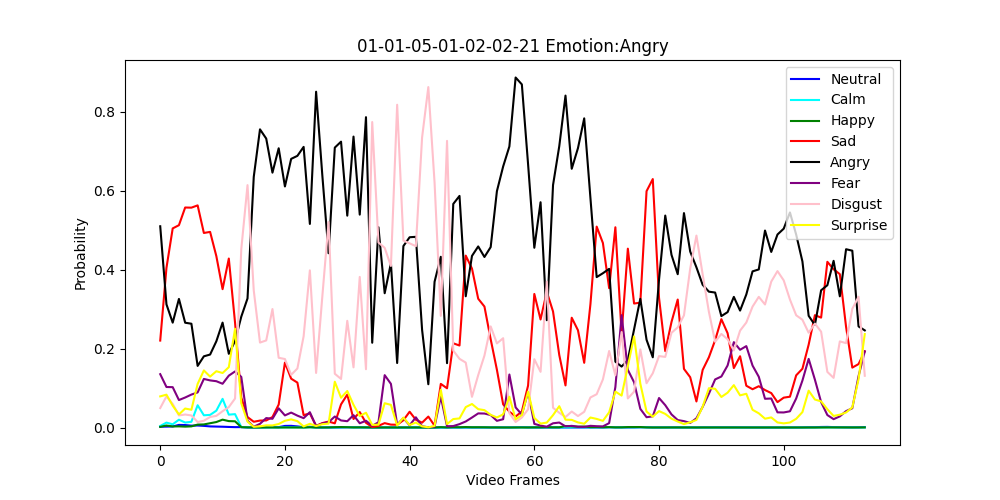 01-01-05-01-02-02-21 Emotion:Angry
Probability
0.8
0.6
0.4
0.2
0.0
0 20 40 60 80 100
Video Frames
Neutral
Calm
Happy
Sad
Angry
Fear
Disgust
Surprise